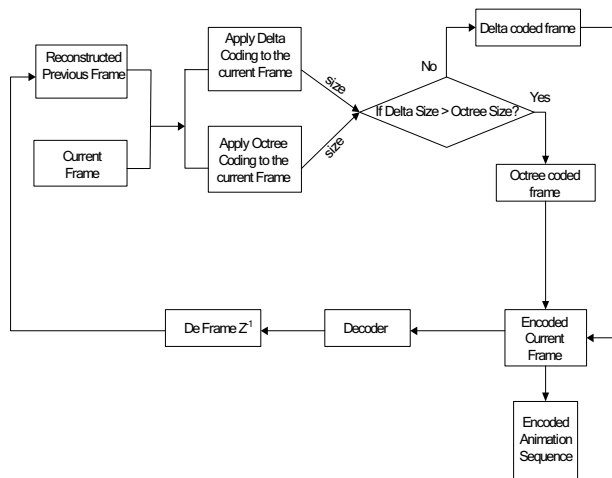 Reconstructed
Previous Frame
Current
Frame
Apply Delta
Coding to the
current Frame
Apply Octree
Coding to the
current Frame
size
size
If Delta Size > Octree Size?
No
Yes
Delta coded frame
Octree coded
frame
De Frame Z⁻¹
Decoder
Encoded
Current
Frame
Encoded
Animation
Sequence